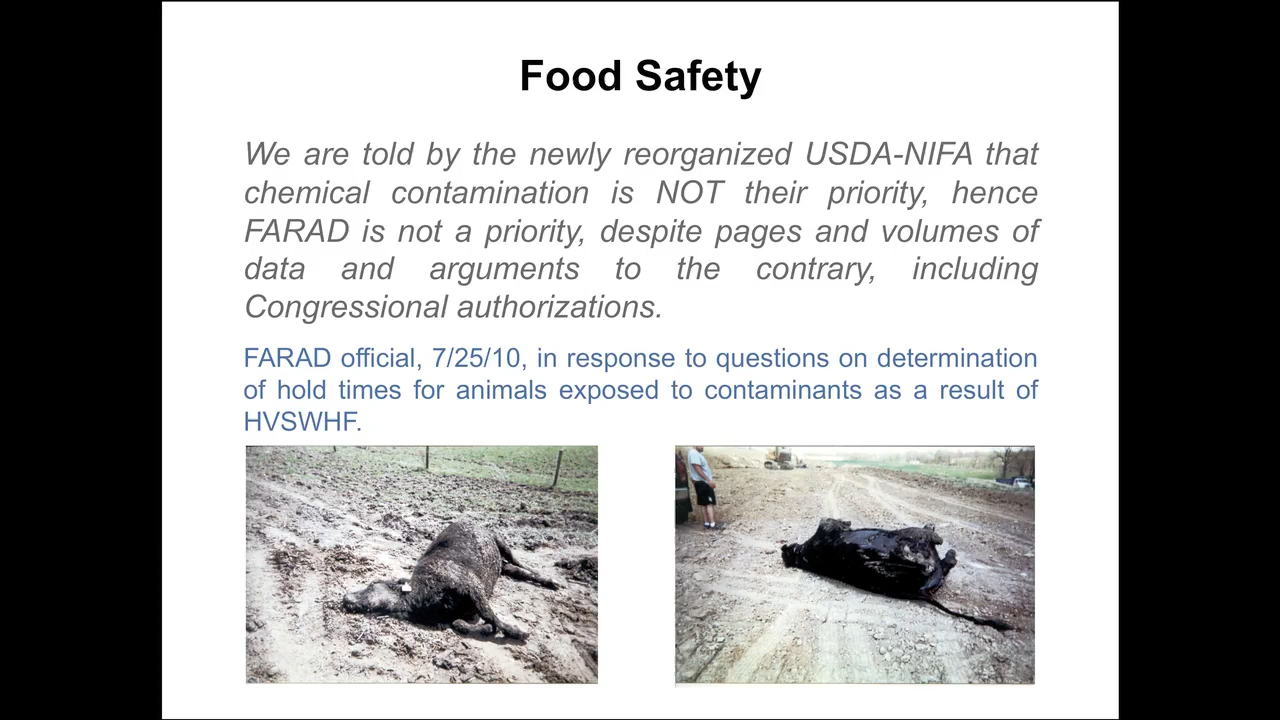 Food Safety
We are told by the newly reorganized USDA-NIFA that
chemical contamination is NOT their priority, hence
FARAD is not a priority, despite pages and volumes of
data and arguments to the contrary, including
Congressional authorizations.
FARAD official, 7/25/10, in response to questions on determination
of hold times for animals exposed to contaminants as a result of
HVSWHF.